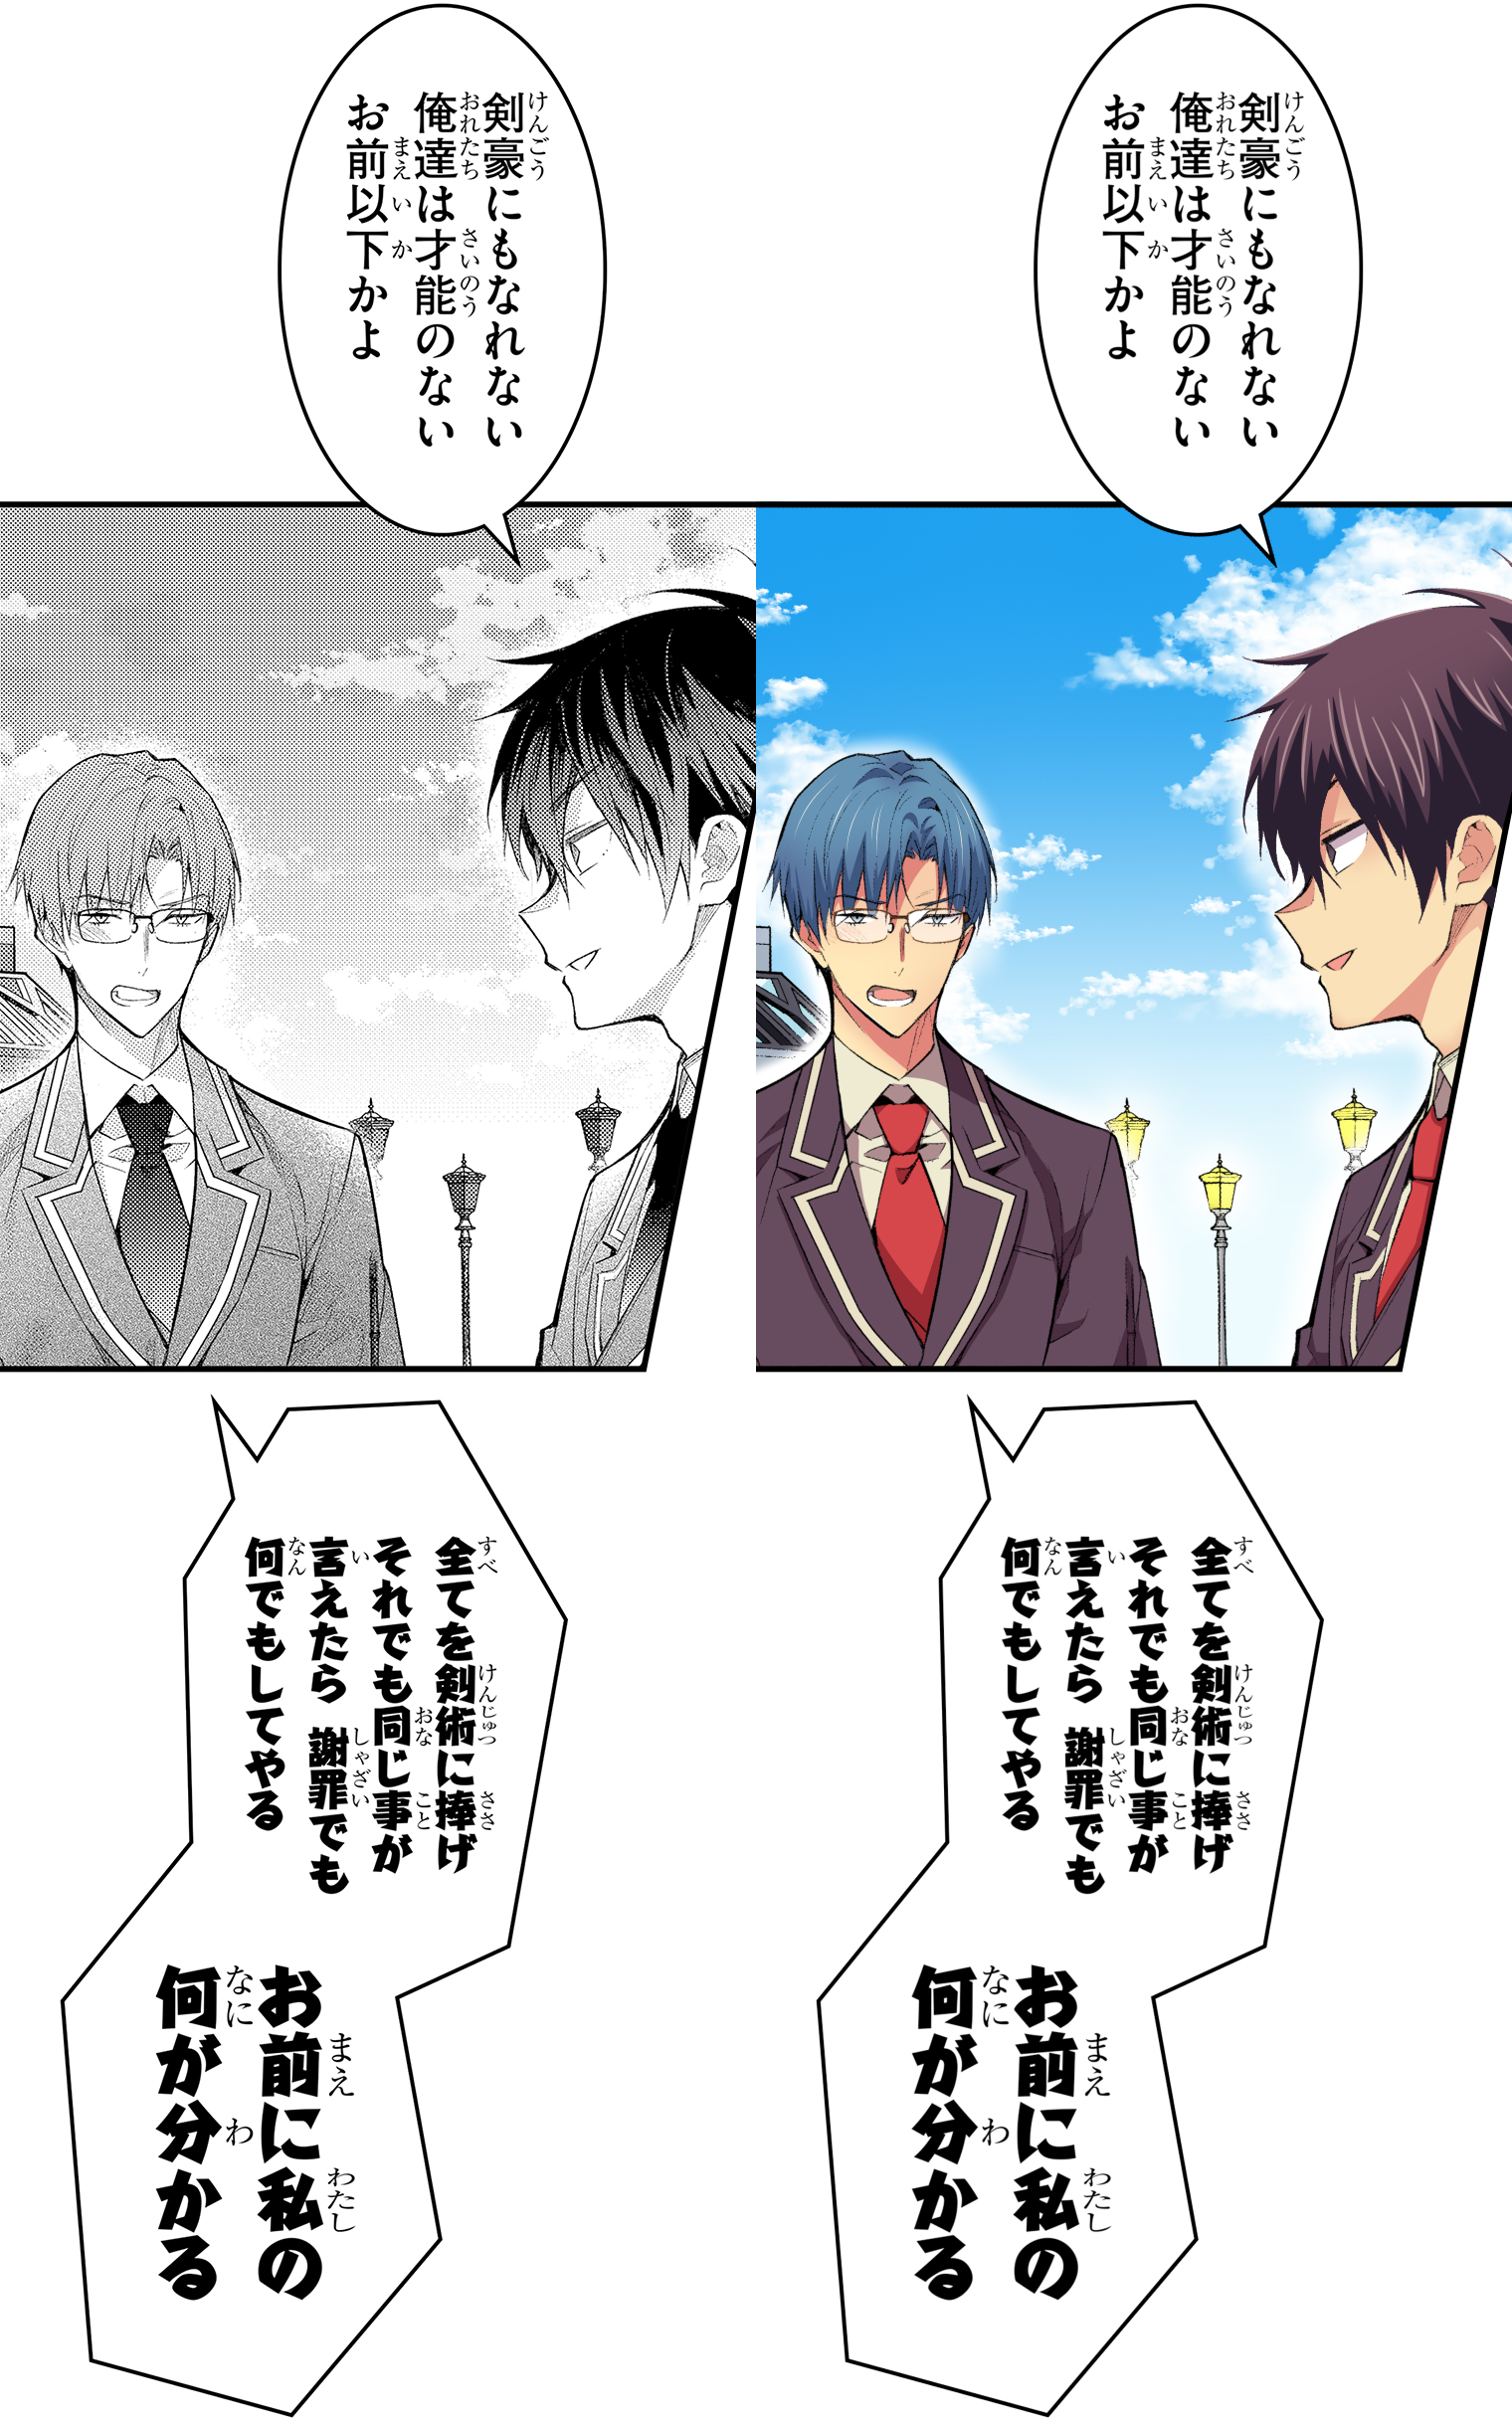 剣豪にもなれない
俺達は才能のない
お前以下かよ
全てを剣術に捧げ
それでも同じ事が
言えたら 謝罪でも
何でもしてやる
お前に私の
何が分かる
剣豪にもなれない
俺達は才能のない
お前以下かよ
全てを剣術に捧げ
それでも同じ事が
言えたら 謝罪でも
何でもしてやる
お前に私の
何が分かる